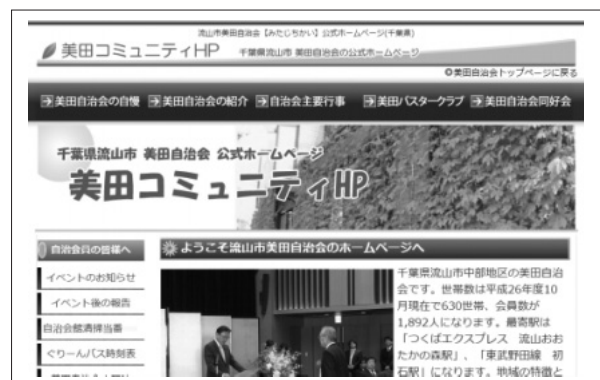 流山市美田自治会【みたじちかい】公式ホームページ(千葉県)
美田コミュニティHP 千葉県流山市 美田自治会の公式ホームページ
美田自治会トップページに戻る
美田自治会の自慢 美田自治会の紹介 自治会主要行事 美田バスタークラブ 美田自治会同好会
千葉県流山市 美田自治会 公式ホームページ
美田コミュニティHP
自治会員の皆様へ
イベントのお知らせ
イベント後の報告
自治会館清掃当番
ぐりーんバス時刻表
ようこそ流山市美田自治会のホームページへ
千葉県流山市中部地区の美田自治
会です。世帯数は平成26年度10
月現在で630世帯、会員数が
1,892人になります。最寄駅は
「つくばエクスプレス 流山おお
たかの森駅」、「東武野田線 初
石駅」になります。地域の特徴と